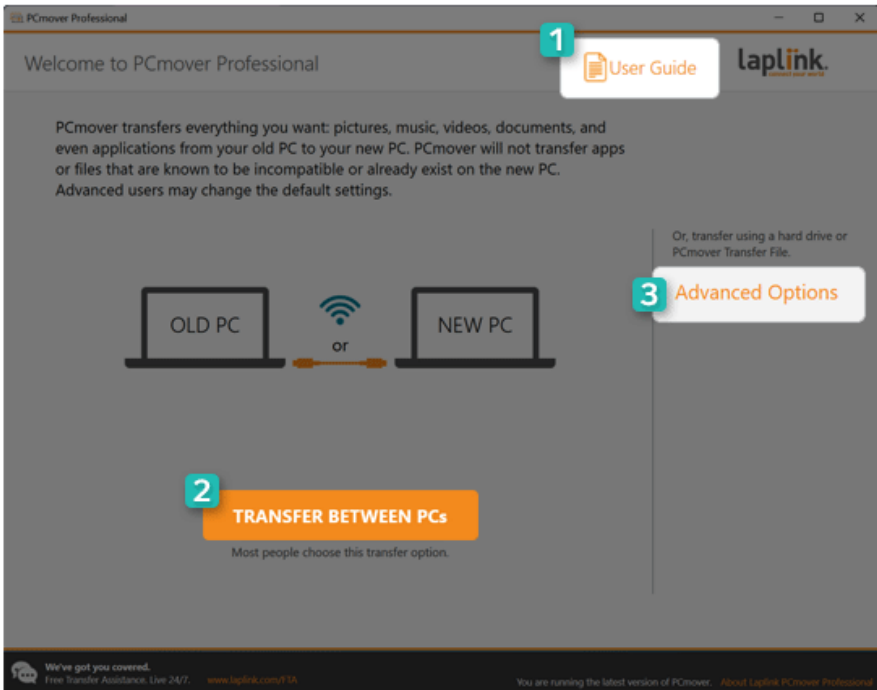 PCmover Professional
1
Welcome to PCmover Professional
User Guide
laplink.
connect your world
PCmover transfers everything you want: pictures, music, videos, documents, and
even applications from your old PC to your new PC. PCmover will not transfer apps
or files that are known to be incompatible or already exist on the new PC.
Advanced users may change the default settings.
Or, transfer using a hard drive or
PCmover Transfer File.
3
Advanced Options
OLD PC
or
NEW PC
2
TRANSFER BETWEEN PCs
Most people choose this transfer option.
We've got you covered.
Free Transfer Assistance. Live 24/7. www.laplink.com/FTA
You are running the latest version of PCmover. About Laplink PCmover Professional